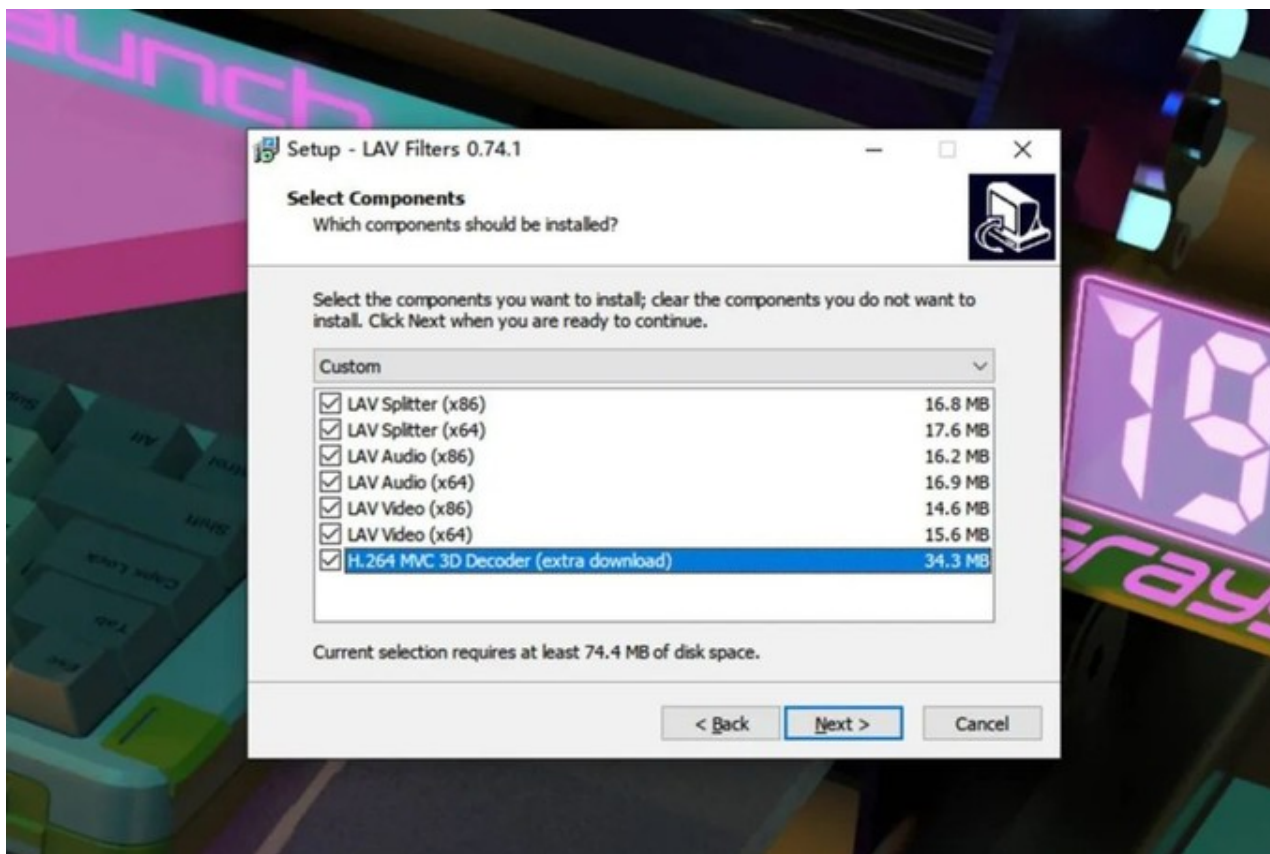 aunch
Setup - LAV Filters 0.74.1
Select Components
Which components should be installed?
Select the components you want to install; clear the components you do not want to
install. Click Next when you are ready to continue.
Custom
LAV Splitter (x86) 16.8 MB
LAV Splitter (x64) 17.6 MB
LAV Audio (x86) 16.2 MB
LAV Audio (x64) 16.9 MB
LAV Video (x86) 14.6 MB
LAV Video (x64) 15.6 MB
H.264 MVC 3D Decoder (extra download) 34.3 MB
Current selection requires at least 74.4 MB of disk space.
< Back Next > Cancel
19
Grays
Alt
Shift
Caps Lock
Tab
Esc